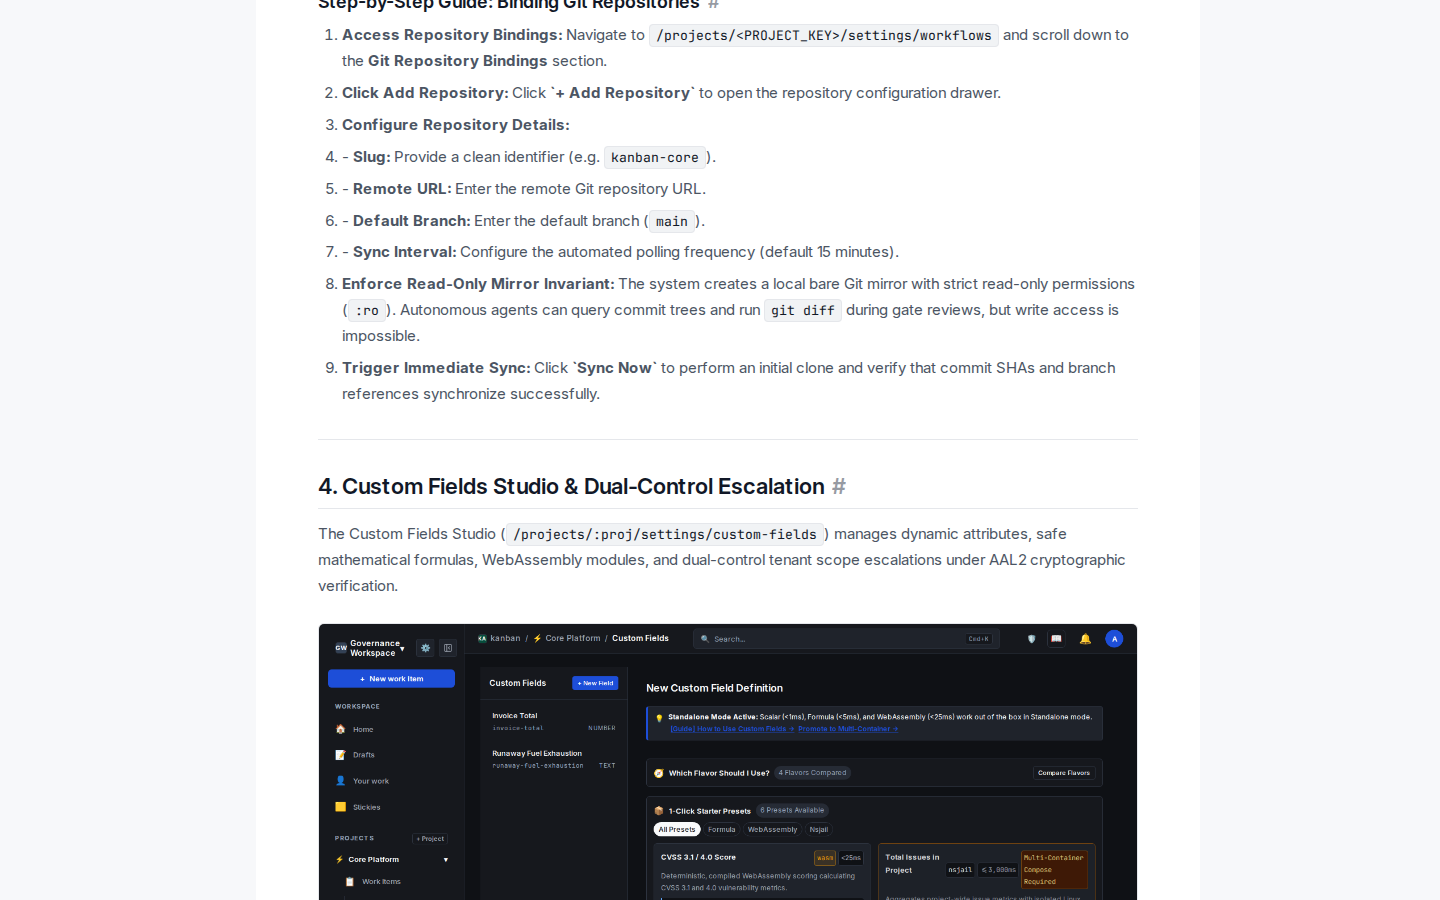 Step-by-Step Guide: Binding Git Repositories #
1. Access Repository Bindings: Navigate to /projects/<PROJECT_KEY>/settings/workflows and scroll down to
the Git Repository Bindings section.
2. Click Add Repository: Click `+ Add Repository` to open the repository configuration drawer.
3. Configure Repository Details:
4. - Slug: Provide a clean identifier (e.g. kanban-core ).
5. - Remote URL: Enter the remote Git repository URL.
6. - Default Branch: Enter the default branch ( main ).
7. - Sync Interval: Configure the automated polling frequency (default 15 minutes).
8. Enforce Read-Only Mirror Invariant: The system creates a local bare Git mirror with strict read-only permissions
( :ro ). Autonomous agents can query commit trees and run git diff during gate reviews, but write access is
impossible.
9. Trigger Immediate Sync: Click `Sync Now` to perform an initial clone and verify that commit SHAs and branch
references synchronize successfully.
4. Custom Fields Studio & Dual-Control Escalation #
The Custom Fields Studio ( /projects/:proj/settings/custom-fields ) manages dynamic attributes, safe
mathematical formulas, WebAssembly modules, and dual-control tenant scope escalations under AAL2 cryptographic
verification.
GW Governance Workspace
KA kanban / Core Platform / Custom Fields
Search... Cmd+K
A
+ New work item
WORKSPACE
Home
Drafts
Your work
Stickies
PROJECTS + Project
Core Platform
Work Items
Custom Fields + New Field
Invoice Total
invoice-total NUMBER
Runaway Fuel Exhaustion
runaway-fuel-exhaustion TEXT
New Custom Field Definition
Standalone Mode Active: Scalar (<1ms), Formula (<5ms), and WebAssembly (<25ms) work out of the box in Standalone mode.
[Guide] How to Use Custom Fields → Promote to Multi-Container →
Which Flavor Should I Use? 4 Flavors Compared Compare Flavors
1-Click Starter Presets 6 Presets Available
All Presets Formula WebAssembly Nsjail
CVSS 3.1 / 4.0 Score wasm <25ms
Deterministic, compiled WebAssembly scoring calculating
CVSS 3.1 and 4.0 vulnerability metrics.
Total Issues in Project nsjail ≤3,000ms Multi-Container Compose Required
Aggregates project-wide issue metrics with isolated Linux